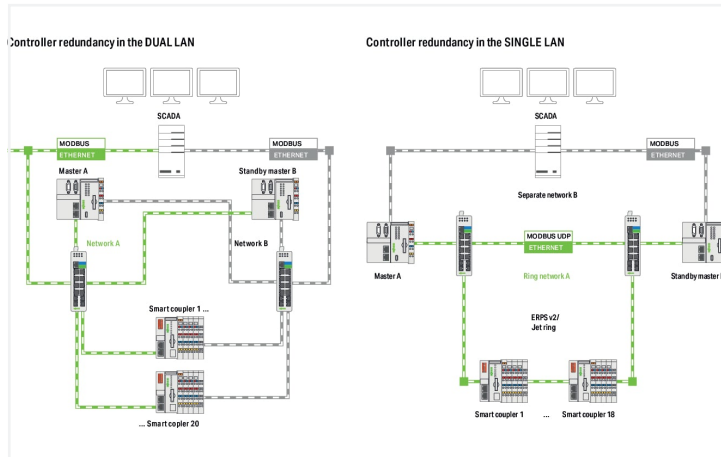 Controller redundancy in the DUAL LAN
SCADA
MODBUS
ETHERNET
MODBUS
ETHERNET
Master A
Standby master B
Network A
Network B
Smart coupler 1 ...
... Smart copler 20
Controller redundancy in the SINGLE LAN
SCADA
MODBUS
ETHERNET
Separate network B
MODBUS UDP
ETHERNET
Master A
Ring network A
Standby master
ERPS v2/
Jet ring
Smart coupler 1 ... Smart coupler 18